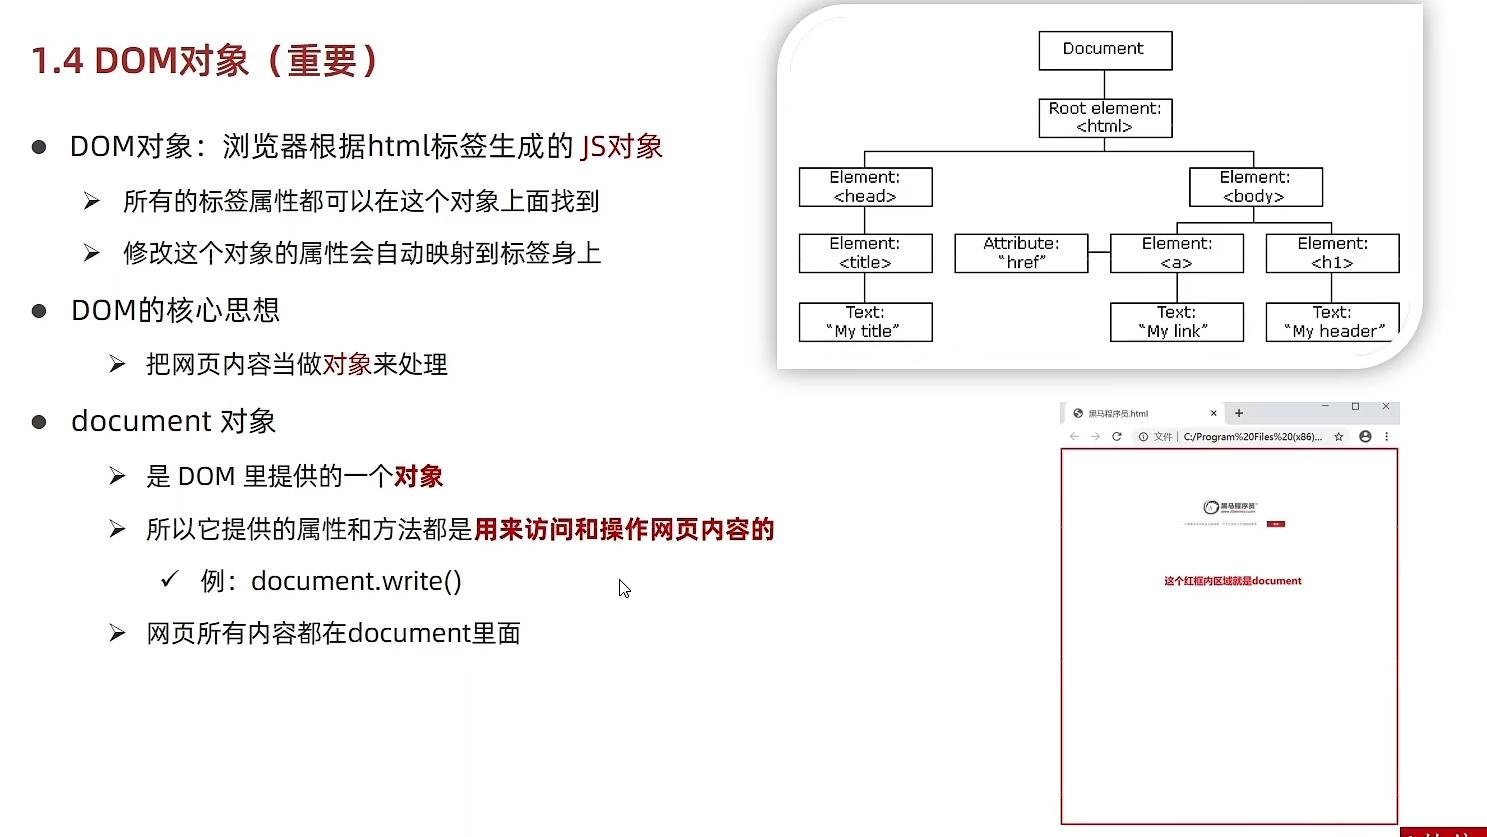 1.4 DOM对象（重要）
DOM对象：浏览器根据html标签生成的 JS对象
所有的标签属性都可以在这个对象上面找到
修改这个对象的属性会自动映射到标签身上
DOM的核心思想
把网页内容当做对象来处理
document 对象
是 DOM 里提供的一个对象
所以它提供的属性和方法都是用来访问和操作网页内容的
例：document.write()
网页所有内容都在document里面
Document
Root element:
<html>
Element:
<head>
Element:
<body>
Element:
<title>
Attribute:
“href”
Element:
<a>
Element:
<h1>
Text:
“My title”
Text:
“My link”
Text:
“My header”
黑马程序员.html
文件
C:/Program%20Files%20(x86)...
黑马程序员
这个红框内区域就是document